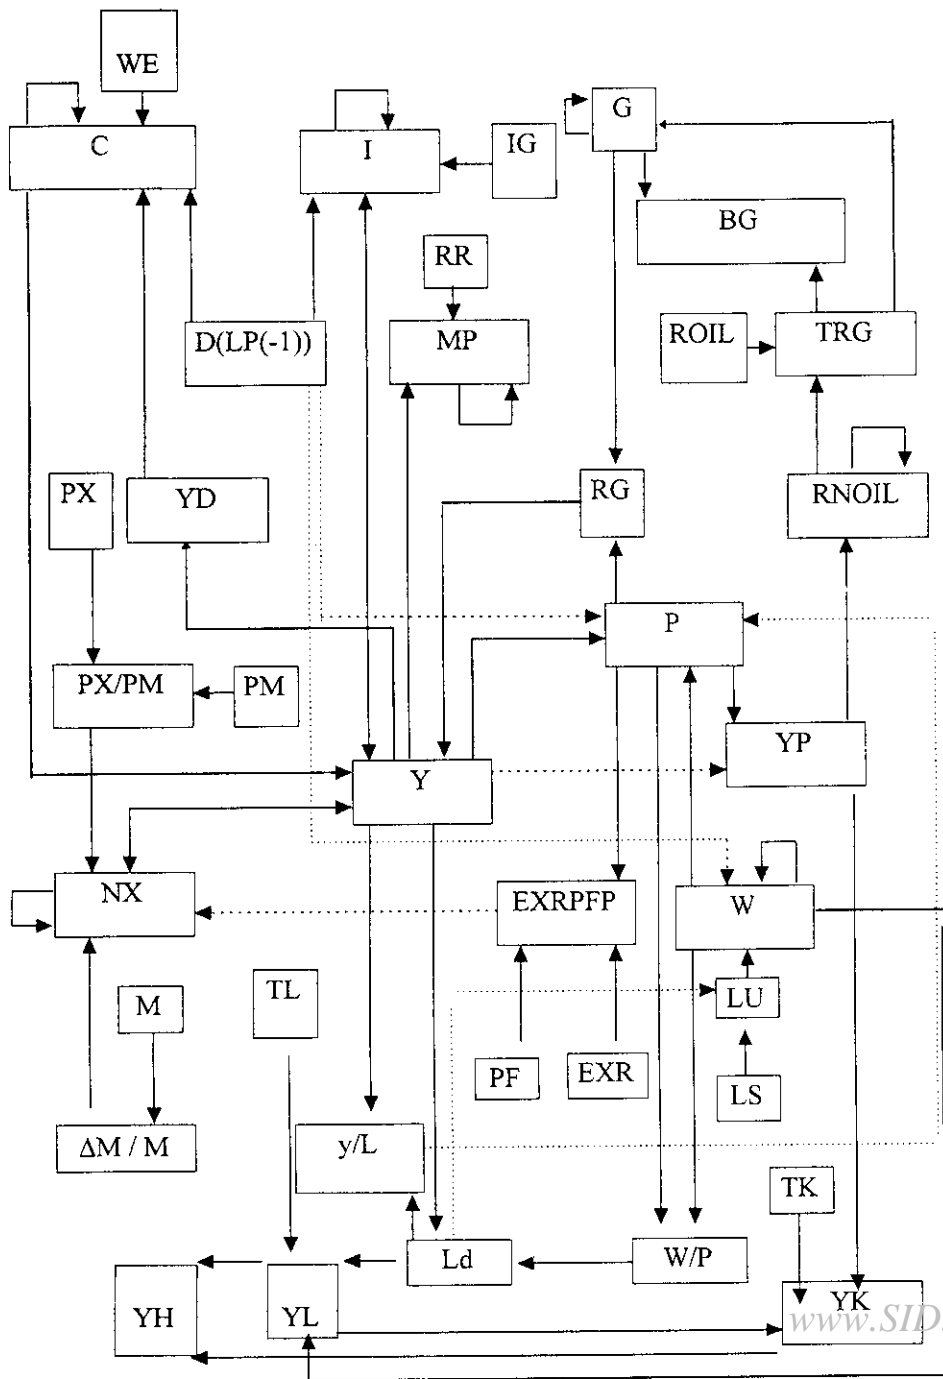 WE
C
I
IG
G
BG
RR
D(LP(-1))
MP
ROIL
TRG
PX
YD
RG
RNOIL
P
PX/PM
PM
YP
Y
NX
EXRPFP
W
TL
LU
M
PF
EXR
LS
ΔM / M
y/L
TK
Ld
W/P
YH
YL
YK
www.SID.